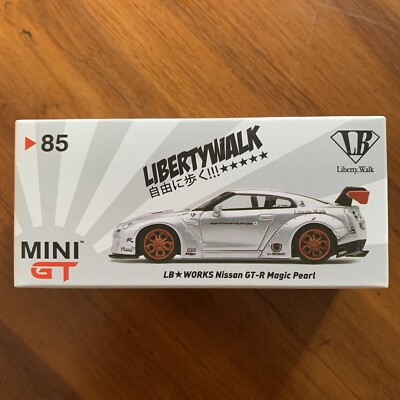 ▶85
LIBERTYWALK
自由に歩く!!!★★★★★
LB
Liberty.Walk
MINI
GT
LB★WORKS Nissan GT-R Magic Pearl